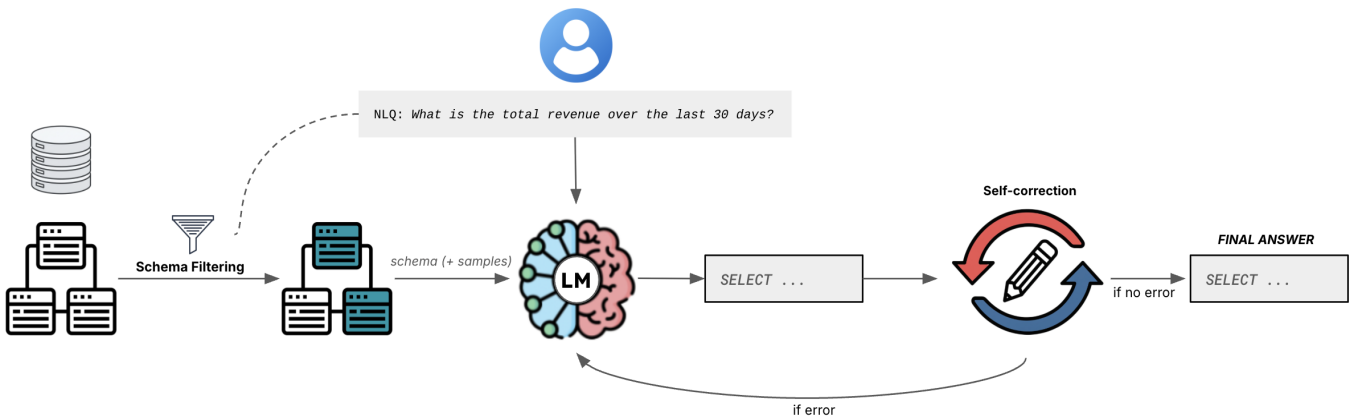 NLQ: What is the total revenue over the last 30 days?
Schema Filtering
schema (+ samples)
LM
SELECT ...
Self-correction
if no error
FINAL ANSWER
SELECT ...
if error